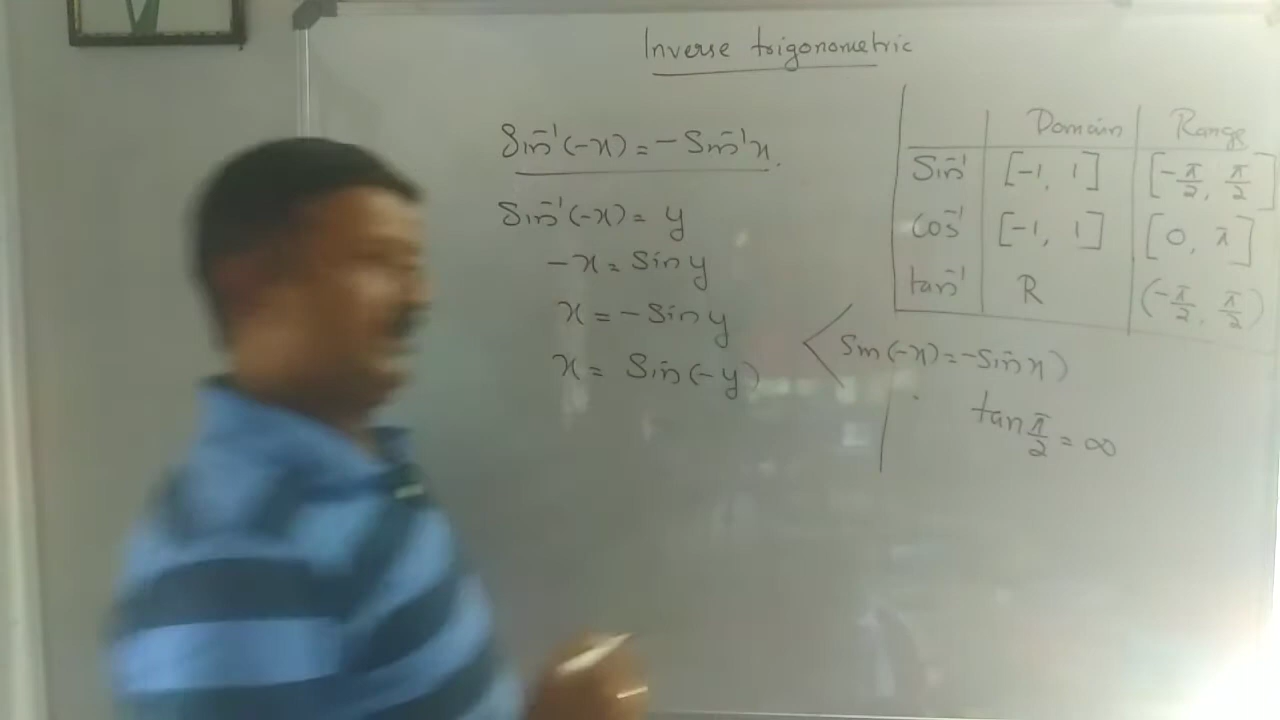 Inverse trigonometric
Sin⁻¹(-x) = -Sin⁻¹x.
Sin⁻¹(-x) = y
-x = Sin y
x = -Sin y
x = Sin(-y)
Domain Range
Sin⁻¹ [-1, 1] [-π/2, π/2]
Cos⁻¹ [-1, 1] [0, π]
tan⁻¹ R (-π/2, π/2)
Sin(-x) = -Sin x)
tan π/2 = ∞